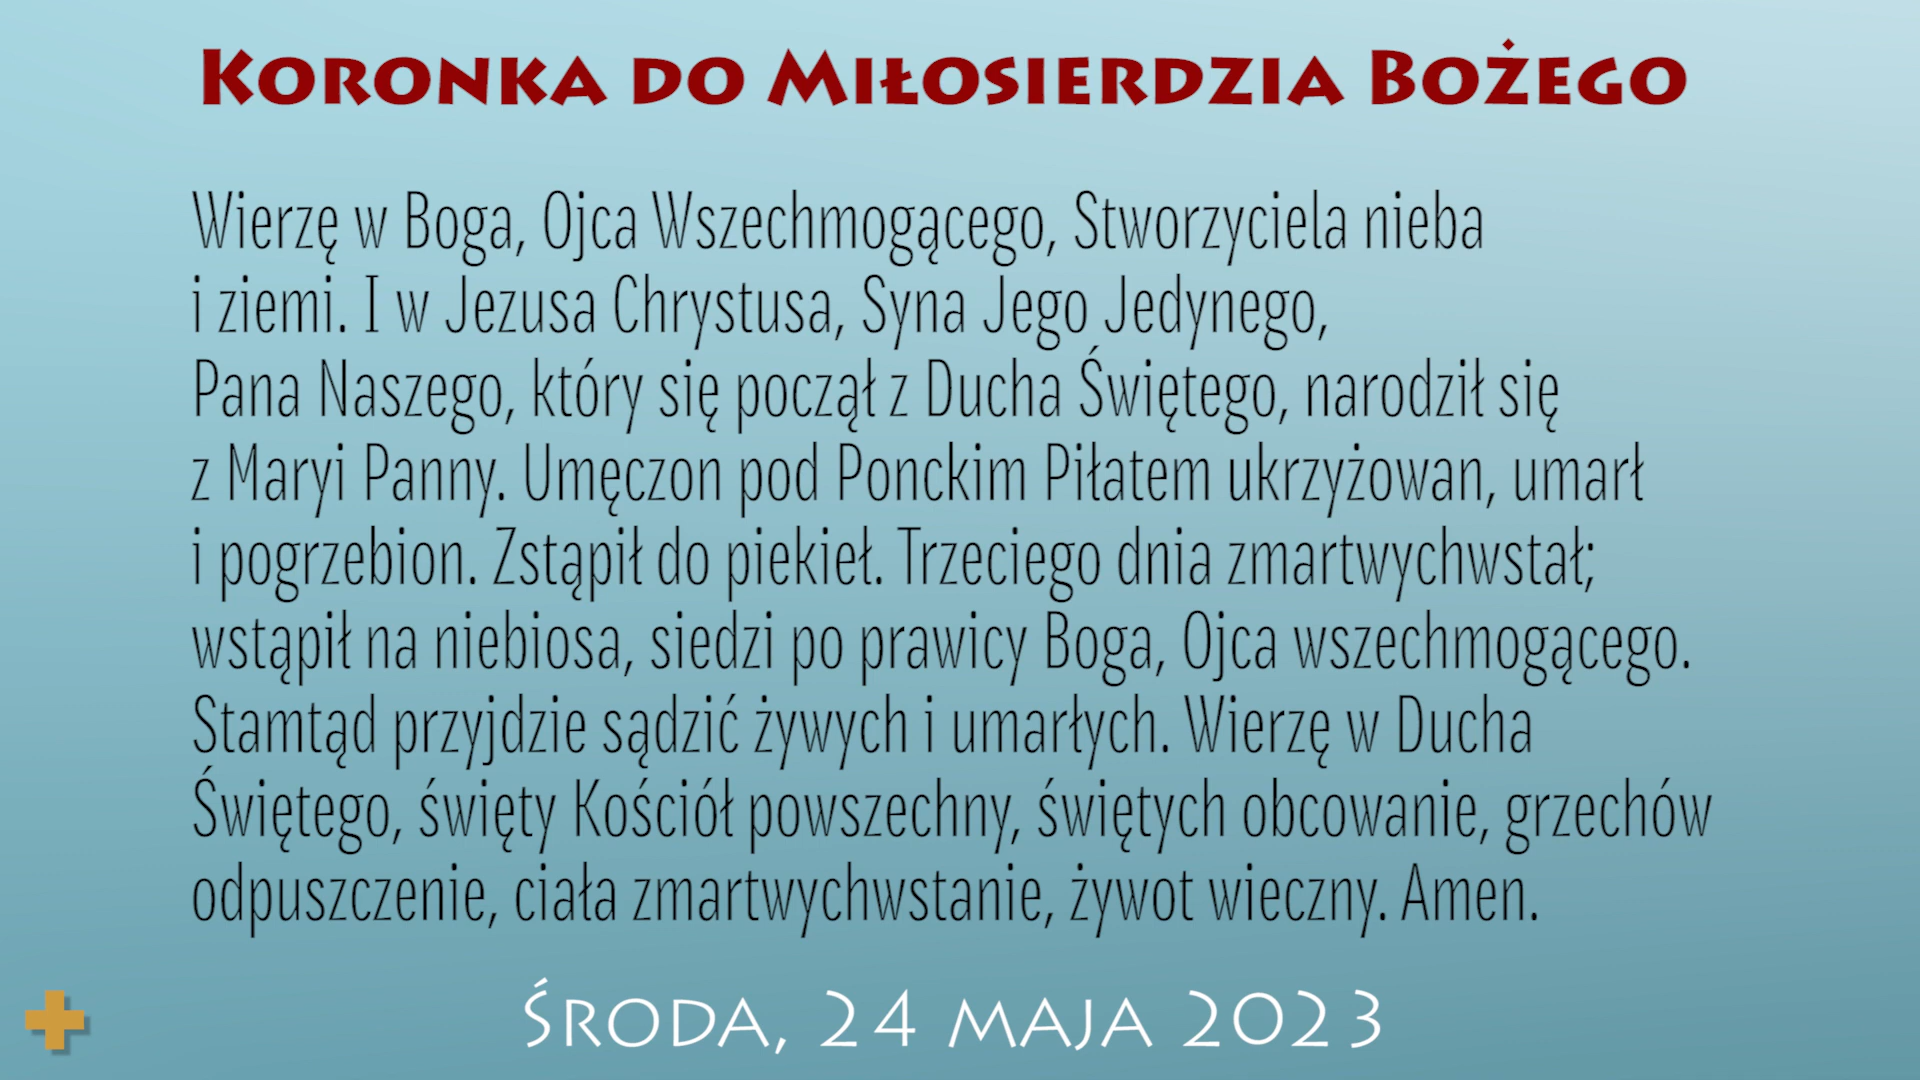 Koronka do Miłosierdzia Bożego
Wierzę w Boga, Ojca Wszechmogącego, Stworzyciela nieba
i ziemi. I w Jezusa Chrystusa, Syna Jego Jedynego,
Pana Naszego, który się począł z Ducha Świętego, narodził się
z Maryi Panny. Umęczon pod Ponckim Piłatem ukrzyżowan, umarł
i pogrzebion. Zstąpił do piekieł. Trzeciego dnia zmartwychwstał;
wstąpił na niebiosa, siedzi po prawicy Boga, Ojca wszechmogącego.
Stamtąd przyjdzie sądzić żywych i umarłych. Wierzę w Ducha
Świętego, święty Kościół powszechny, świętych obcowanie, grzechów
odpuszczenie, ciała zmartwychwstanie, żywot wieczny. Amen.
Środa, 24 maja 2023